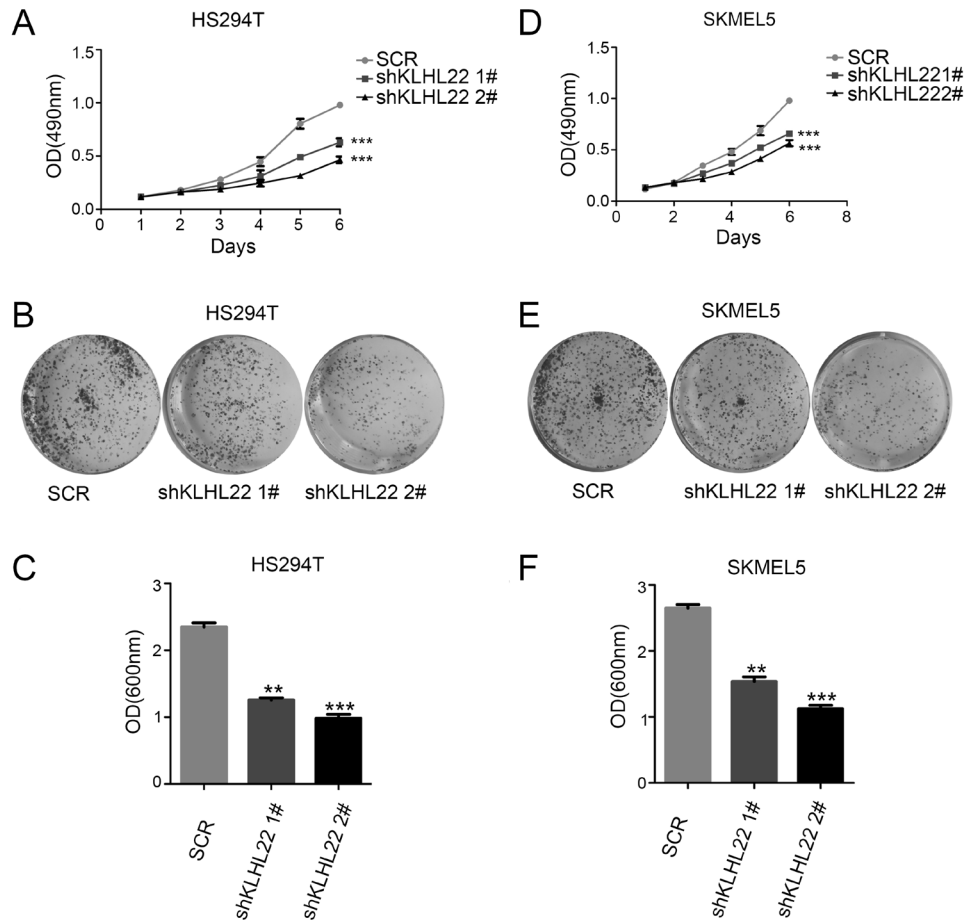 A
HS294T
SCR
shKLHL22 1#
shKLHL22 2#
1.5
1.0
0.5
0.0
OD(490nm)
***
***
0 1 2 3 4 5 6
Days
D
SKMEL5
SCR
shKLHL221#
shKLHL222#
1.5
1.0
0.5
0.0
OD(490nm)
***
***
0 2 4 6 8
Days
B
HS294T
SCR
shKLHL22 1#
shKLHL22 2#
E
SKMEL5
SCR
shKLHL22 1#
shKLHL22 2#
C
HS294T
3
2
1
0
OD(600nm)
**
***
SCR
shKLHL22 1#
shKLHL22 2#
F
SKMEL5
3
2
1
0
OD(600nm)
**
***
SCR
shKLHL22 1#
shKLHL22 2#